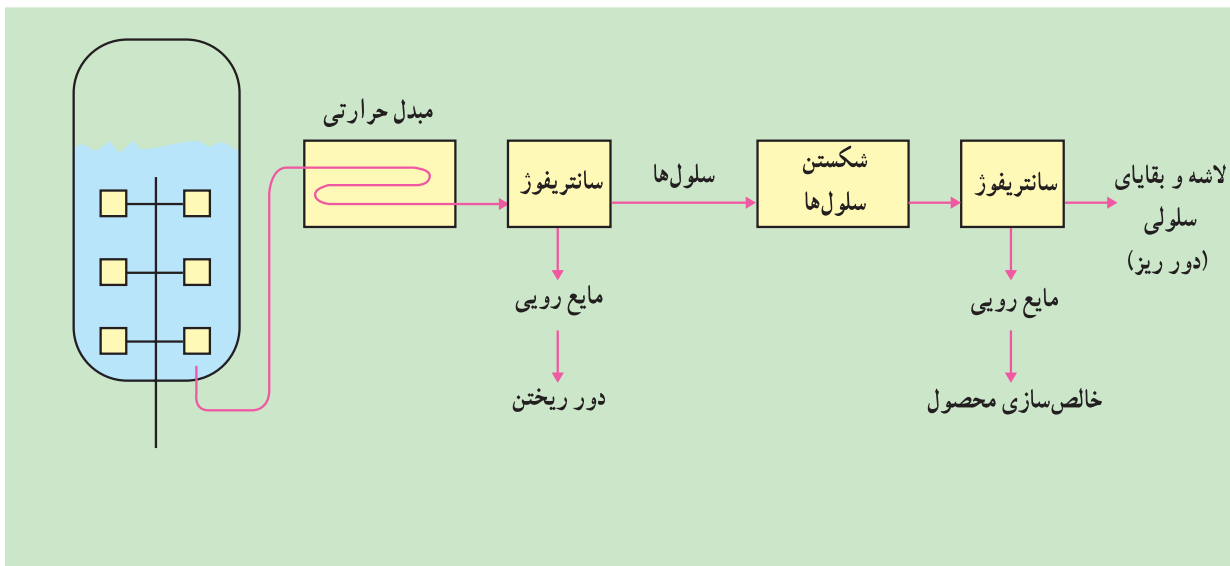 مبدل حرارتی
سانتریفوژ
سلول‌ها
شکستن
سلول‌ها
سانتریفوژ
لاشه و بقایای
سلولی
(دور ریز)
مایع رویی
دور ریختن
مایع رویی
خالص‌سازی محصول